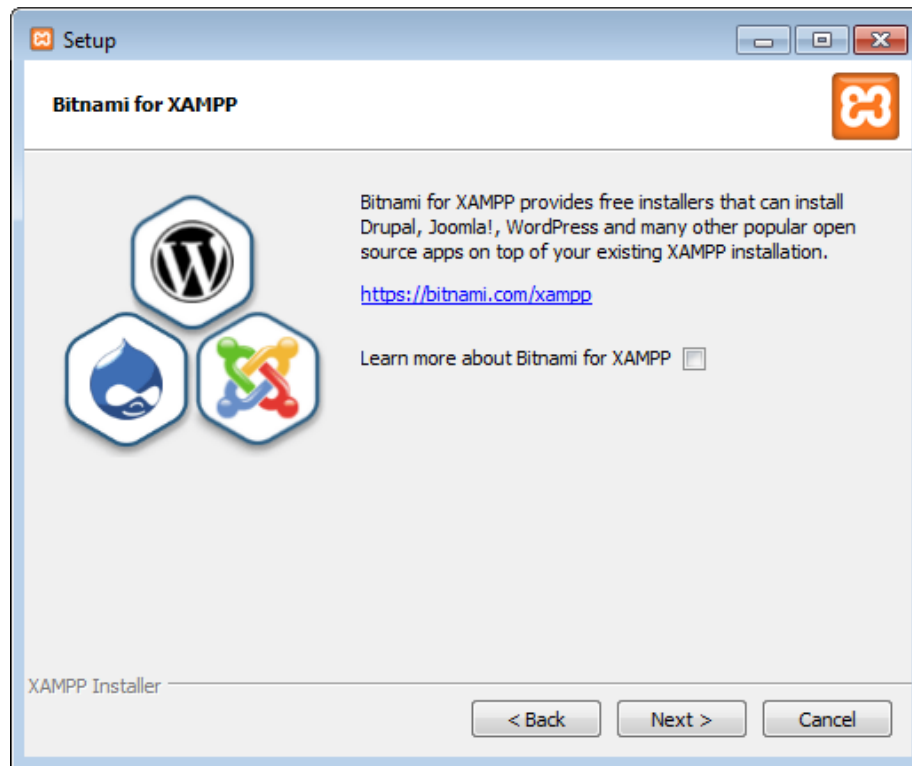 Setup
Bitnami for XAMPP
Bitnami for XAMPP provides free installers that can install
Drupal, Joomla!, WordPress and many other popular open
source apps on top of your existing XAMPP installation.
https://bitnami.com/xampp
Learn more about Bitnami for XAMPP
XAMPP Installer
< Back
Next >
Cancel